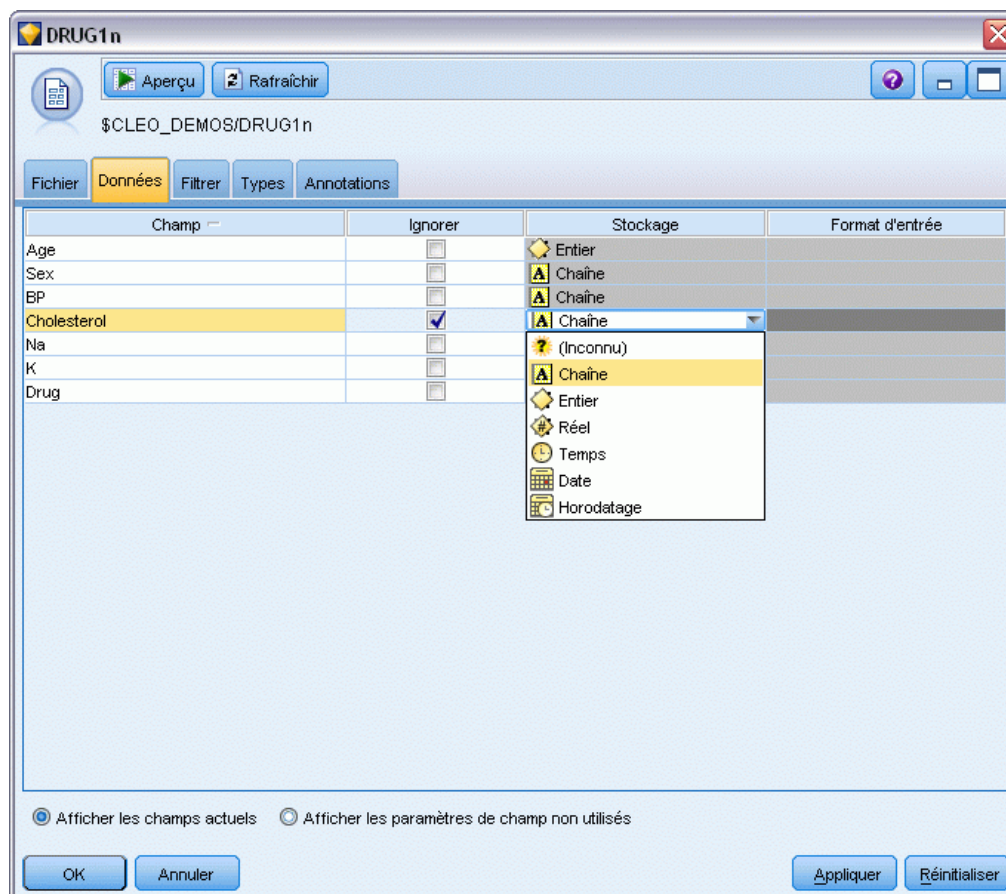 DRUG1n
Aperçu Rafraîchir
$CLEO_DEMOS/DRUG1n
Fichier Données Filtrer Types Annotations
Champ Ignorer Stockage Format d'entrée
Age Entier
Sex A Chaîne
BP A Chaîne
Cholesterol A Chaîne
Na ? (Inconnu)
K A Chaîne
Drug Entier
# Réel
Temps
Date
Horodatage
Afficher les champs actuels Afficher les paramètres de champ non utilisés
OK Annuler Appliquer Réinitialiser